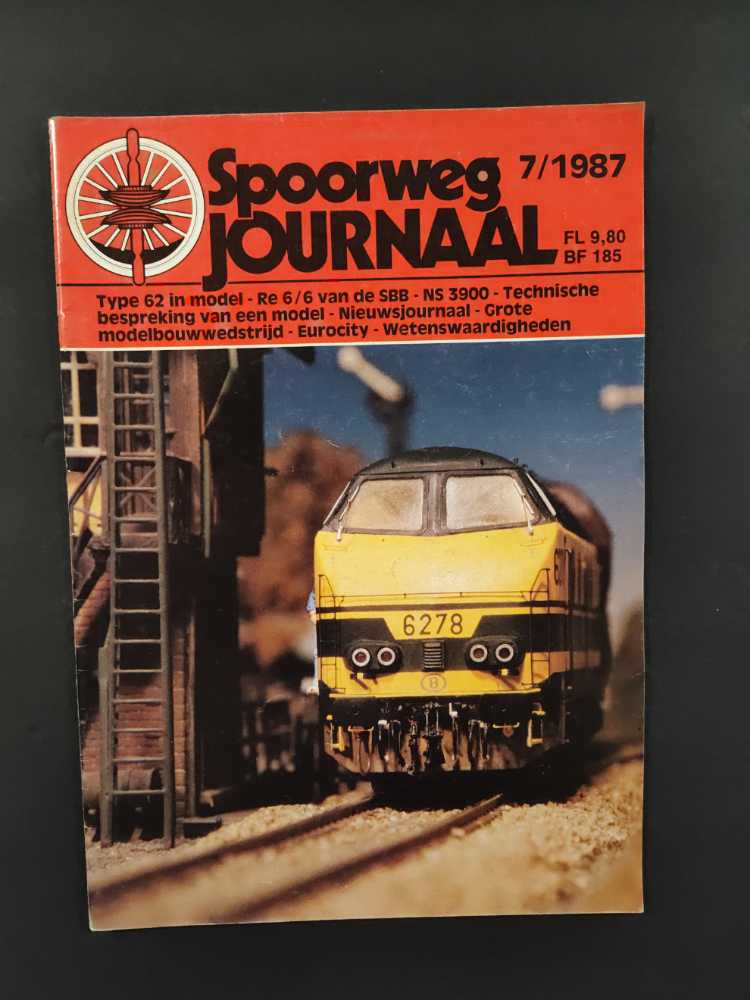 Spoorweg
JOURNAAL
7/1987
FL 9,80
BF 185
Type 62 in model - Re 6/6 van de SBB - NS 3900 - Technische
bespreking van een model - Nieuwsjournaal - Grote
modelbouwwedstrijd - Eurocity - Wetenswaardigheden
6278
B